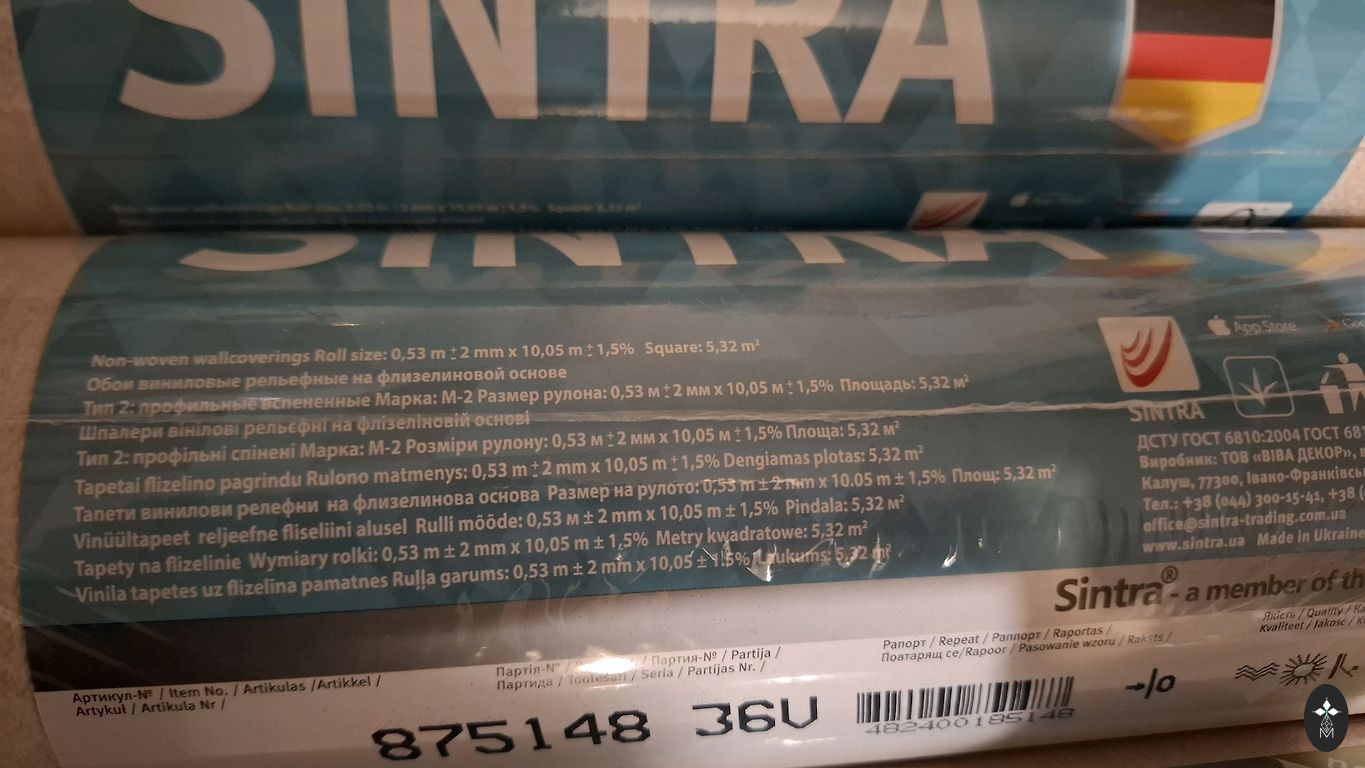 SINTRA
SINTRA
Non-woven wallcoverings Roll size: 0,53 m ±2 mm x 10,05 m ±1,5% Square: 5,32 m²
Обои виниловые рельефные на флизелиновой основе
Тип 2: профильные вспененные Марка: М-2 Размер рулона: 0,53 м ±2 мм x 10,05 м ±1,5% Площадь: 5,32 м²
Шпалери вінілові рельєфні на флізеліновій основі
Тип 2: профільні спінені Марка: М-2 Розміри рулону: 0,53 м ±2 мм x 10,05 м ±1,5% Площа: 5,32 м²
Tapetai flizelino pagrindu Rulono matmenys: 0,53 m ±2 mm x 10,05 m ±1,5% Dengiamas plotas: 5,32 m²
Тапети винилови релефни на флизелинова основа Размер на рулото: 0,53 m ± 2 mm x 10.05 m ± 1,5% Площ: 5,32 m²
Vinüültapeet reljeefne fliseliini alusel Rulli mõõde: 0,53 м ± 2 mm x 10,05 m ± 1,5% Pindala: 5,32 m²
Tapety na flizelinie Wymiary rolki: 0,53 m ± 2 mm x 10,05 m ± 1,5% Metry kwadratowe: 5,32 m²
Vinila tapetes uz flizelina pamatnes Ruļļa garums: 0,53 m ± 2 mm x 10,05 ± 1.5% Laukums: 5,32 m²
App Store
SINTRA
ДСТУ ГОСТ 6810:2004 ГОСТ
Виробник: ТОВ «ВІВА ДЕКОР»,
Калуш, 77300, Івано-Франківсь
Тел.: +38 (044) 300-15-41, +38 (
office@sintra-trading.com.ua
www.sintra.ua Made in Ukraine
Sintra® - a member of th
Якість / Quality /
Kvaliteet / Jakość /
Артикул-№ / Item No. / Artikulas /Artikkel /
Artykuł / Artikula Nr /
Партія-№ / Партия-№ / Partija /
Партида / Tootesari / Seria / Partijas Nr. /
Рапорт / Repeat / Раппорт / Raportas /
Повтарящ се/Rapoor / Pasowanie wzoru / Raksts /
875148 36V
482400185148
→/0
M